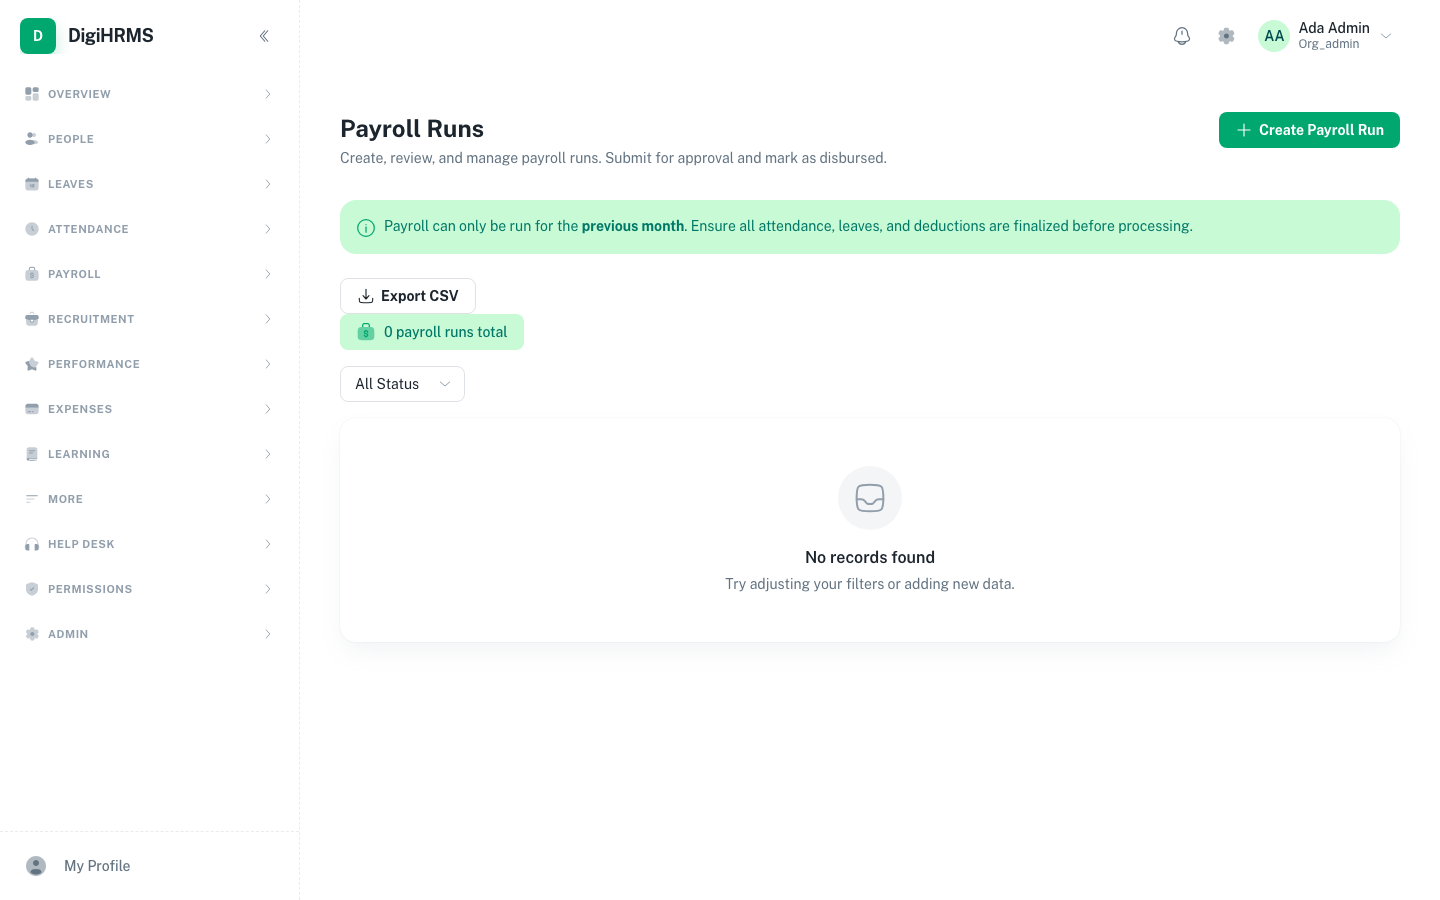 D DigiHRMS
OVERVIEW
PEOPLE
LEAVES
ATTENDANCE
PAYROLL
RECRUITMENT
PERFORMANCE
EXPENSES
LEARNING
MORE
HELP DESK
PERMISSIONS
ADMIN
My Profile
AA Ada Admin
Org_admin
Payroll Runs
Create Payroll Run
Create, review, and manage payroll runs. Submit for approval and mark as disbursed.
Payroll can only be run for the previous month. Ensure all attendance, leaves, and deductions are finalized before processing.
Export CSV
$ 0 payroll runs total
All Status
No records found
Try adjusting your filters or adding new data.